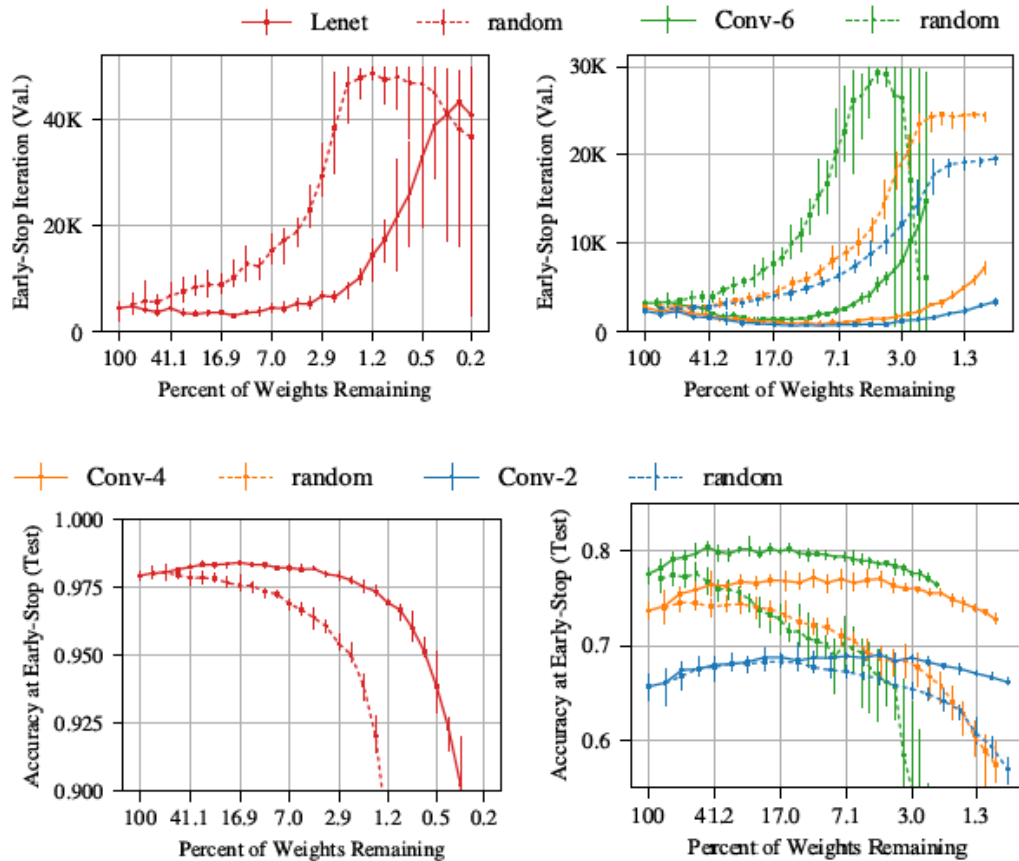 Lenet random Conv-6 random
Early-Stop Iteration (Val.)
40K
20K
0
100 41.1 16.9 7.0 2.9 1.2 0.5 0.2
Percent of Weights Remaining
Early-Stop Iteration (Val.)
30K
20K
10K
0
100 41.2 17.0 7.1 3.0 1.3
Percent of Weights Remaining
Conv-4 random Conv-2 random
Accuracy at Early-Stop (Test)
1.000
0.975
0.950
0.925
0.900
100 41.1 16.9 7.0 2.9 1.2 0.5 0.2
Percent of Weights Remaining
Accuracy at Early-Stop (Test)
0.8
0.7
0.6
100 41.2 17.0 7.1 3.0 1.3
Percent of Weights Remaining